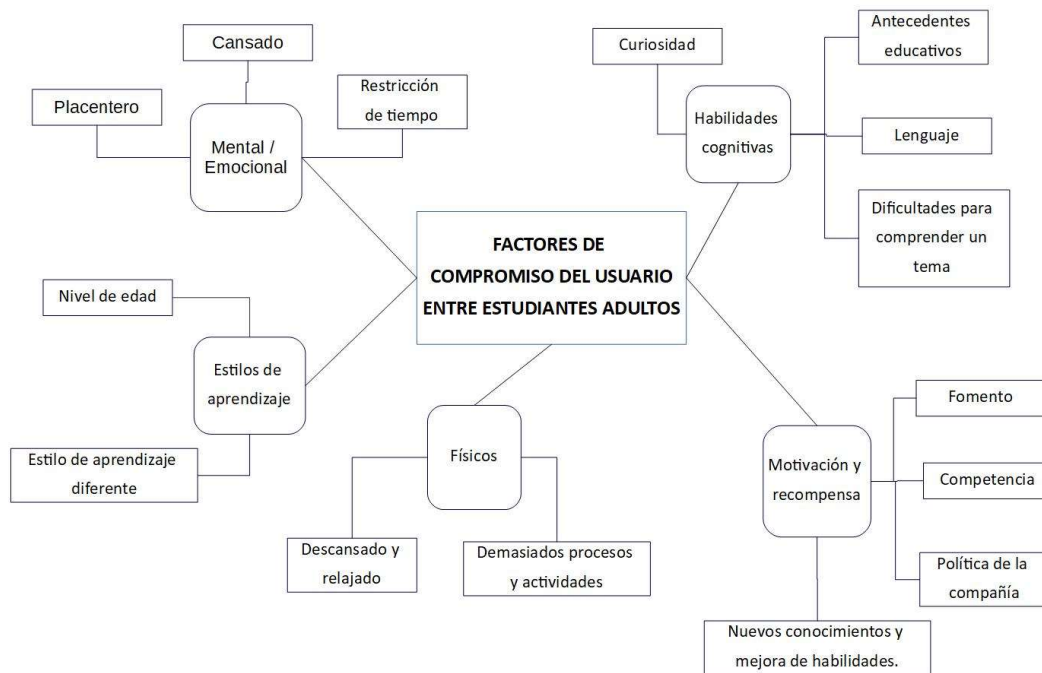 Cansado
Placentero
Restricción
de tiempo
Mental /
Emocional
Curiosidad
Antecedentes
educativos
Habilidades
cognitivas
Lenguaje
Dificultades para
comprender un
tema
FACTORES DE
COMPROMISO DEL USUARIO
ENTRE ESTUDIANTES ADULTOS
Nivel de edad
Estilos de
aprendizaje
Estilo de aprendizaje
diferente
Físicos
Descansado y
relajado
Demasiados procesos
y actividades
Motivación y
recompensa
Fomento
Competencia
Política de la
compañía
Nuevos conocimientos y
mejora de habilidades.